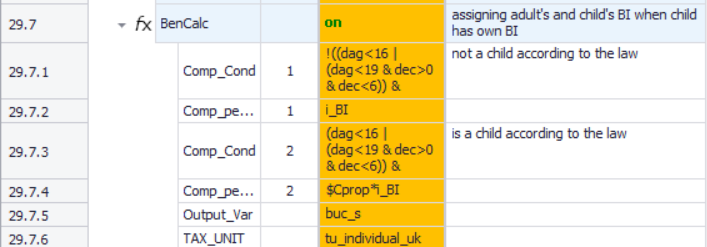 29.7 fx BenCalc on assigning adult's and child's BI when child
has own BI
29.7.1 Comp_Cond 1 !((dag<16 | not a child according to the law
(dag<19 & dec>0
& dec<6)) &
29.7.2 Comp_pe... 1 i_BI
29.7.3 Comp_Cond 2 (dag<16 | is a child according to the law
(dag<19 & dec>0
& dec<6)) &
29.7.4 Comp_pe... 2 $Cprop*i_BI
29.7.5 Output_Var buc_s
29.7.6 TAX_UNIT tu_individual_uk